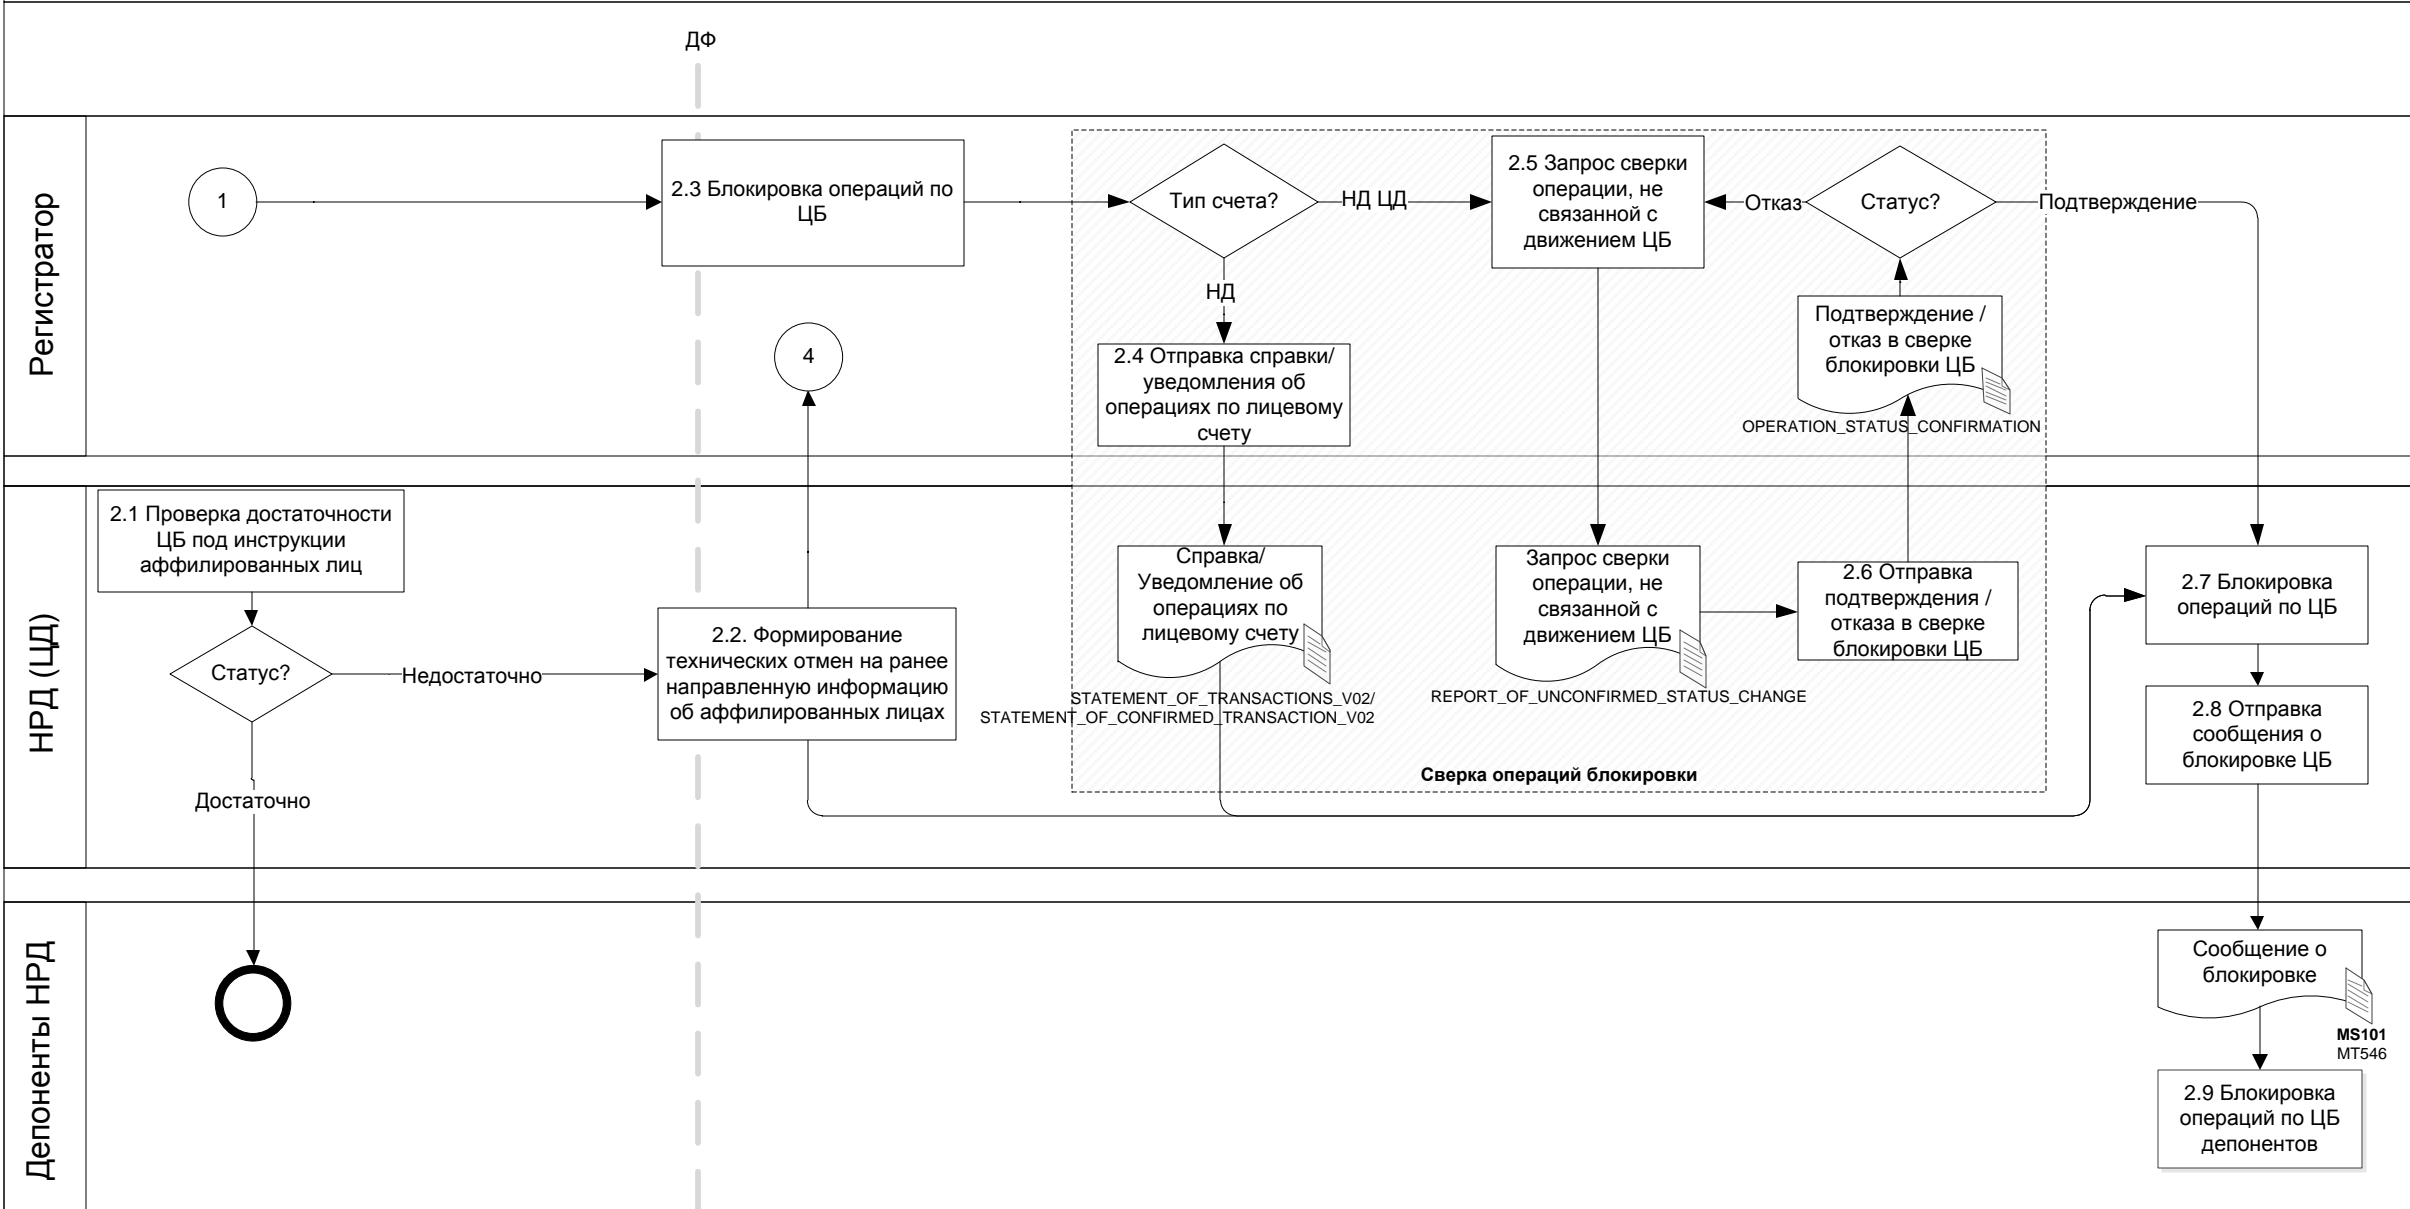 ДФ
Регистратор
1
2.3 Блокировка операций по
ЦБ
Тип счета?
НД ЦД
НД
2.5 Запрос сверки
операции, не
связанной с
движением ЦБ
Отказ
Статус?
Подтверждение
4
2.4 Отправка справки/
уведомления об
операциях по лицевому
счету
Подтверждение /
отказ в сверке
блокировки ЦБ
OPERATION_STATUS_CONFIRMATION
НРД (ЦД)
2.1 Проверка достаточности
ЦБ под инструкции
аффилированных лиц
Статус?
Недостаточно
Достаточно
2.2. Формирование
технических отмен на ранее
направленную информацию
об аффилированных лицах
Справка/
Уведомление об
операциях по
лицевому счету
STATEMENT_OF_TRANSACTIONS_V02/
STATEMENT_OF_CONFIRMED_TRANSACTION_V02
Запрос сверки
операции, не
связанной с
движением ЦБ
REPORT_OF_UNCONFIRMED_STATUS_CHANGE
2.6 Отправка
подтверждения /
отказа в сверке
блокировки ЦБ
Сверка операций блокировки
2.7 Блокировка
операций по ЦБ
2.8 Отправка
сообщения о
блокировке ЦБ
Депоненты НРД
Сообщение о
блокировке
MS101
MT546
2.9 Блокировка
операций по ЦБ
депонентов